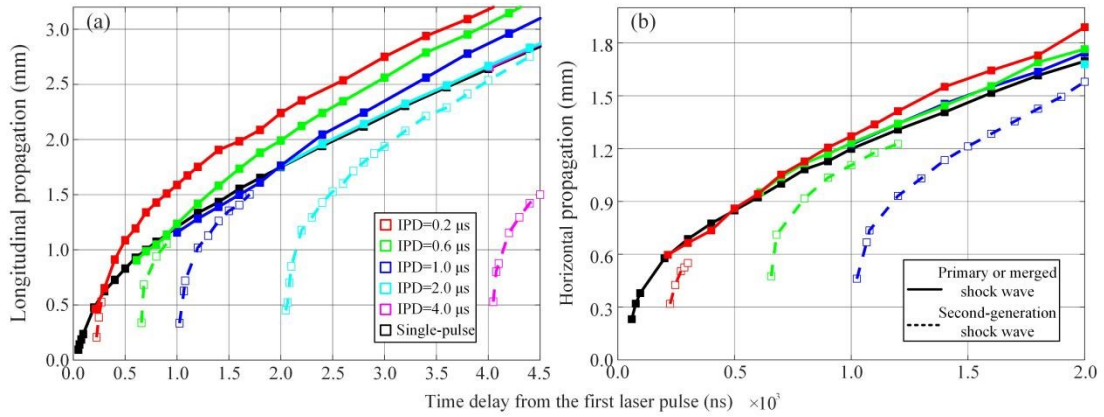 (a)
Longitudinal propagation (mm)
3.0
2.5
2.0
1.5
1.0
0.5
0.0
0.0 0.5 1.0 1.5 2.0 2.5 3.0 3.5 4.0 4.5
IPD=0.2 μs
IPD=0.6 μs
IPD=1.0 μs
IPD=2.0 μs
IPD=4.0 μs
Single-pulse
(b)
Horizontal propagation (mm)
1.8
1.5
1.2
0.9
0.6
0.3
0.0
0.0 0.5 1.0 1.5 2.0
Primary or merged
shock wave
Second-generation
shock wave
Time delay from the first laser pulse (ns) ×10³